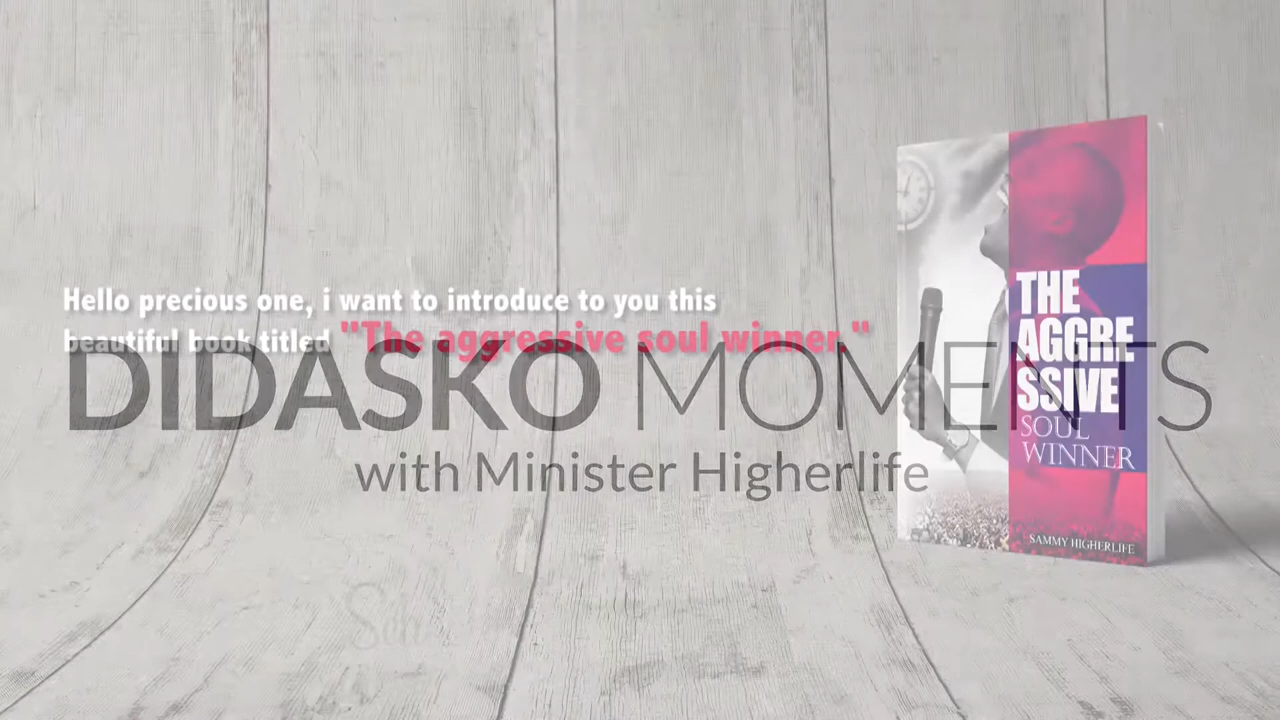 Hello precious one, i want to introduce to you this
beautiful book titled "The aggressive soul winner."
DIDASKO MOMENTS
with Minister Higherlife
THE
AGGRE
SSIVE
SOUL
WINNER
SAMMY HIGHERLIFE